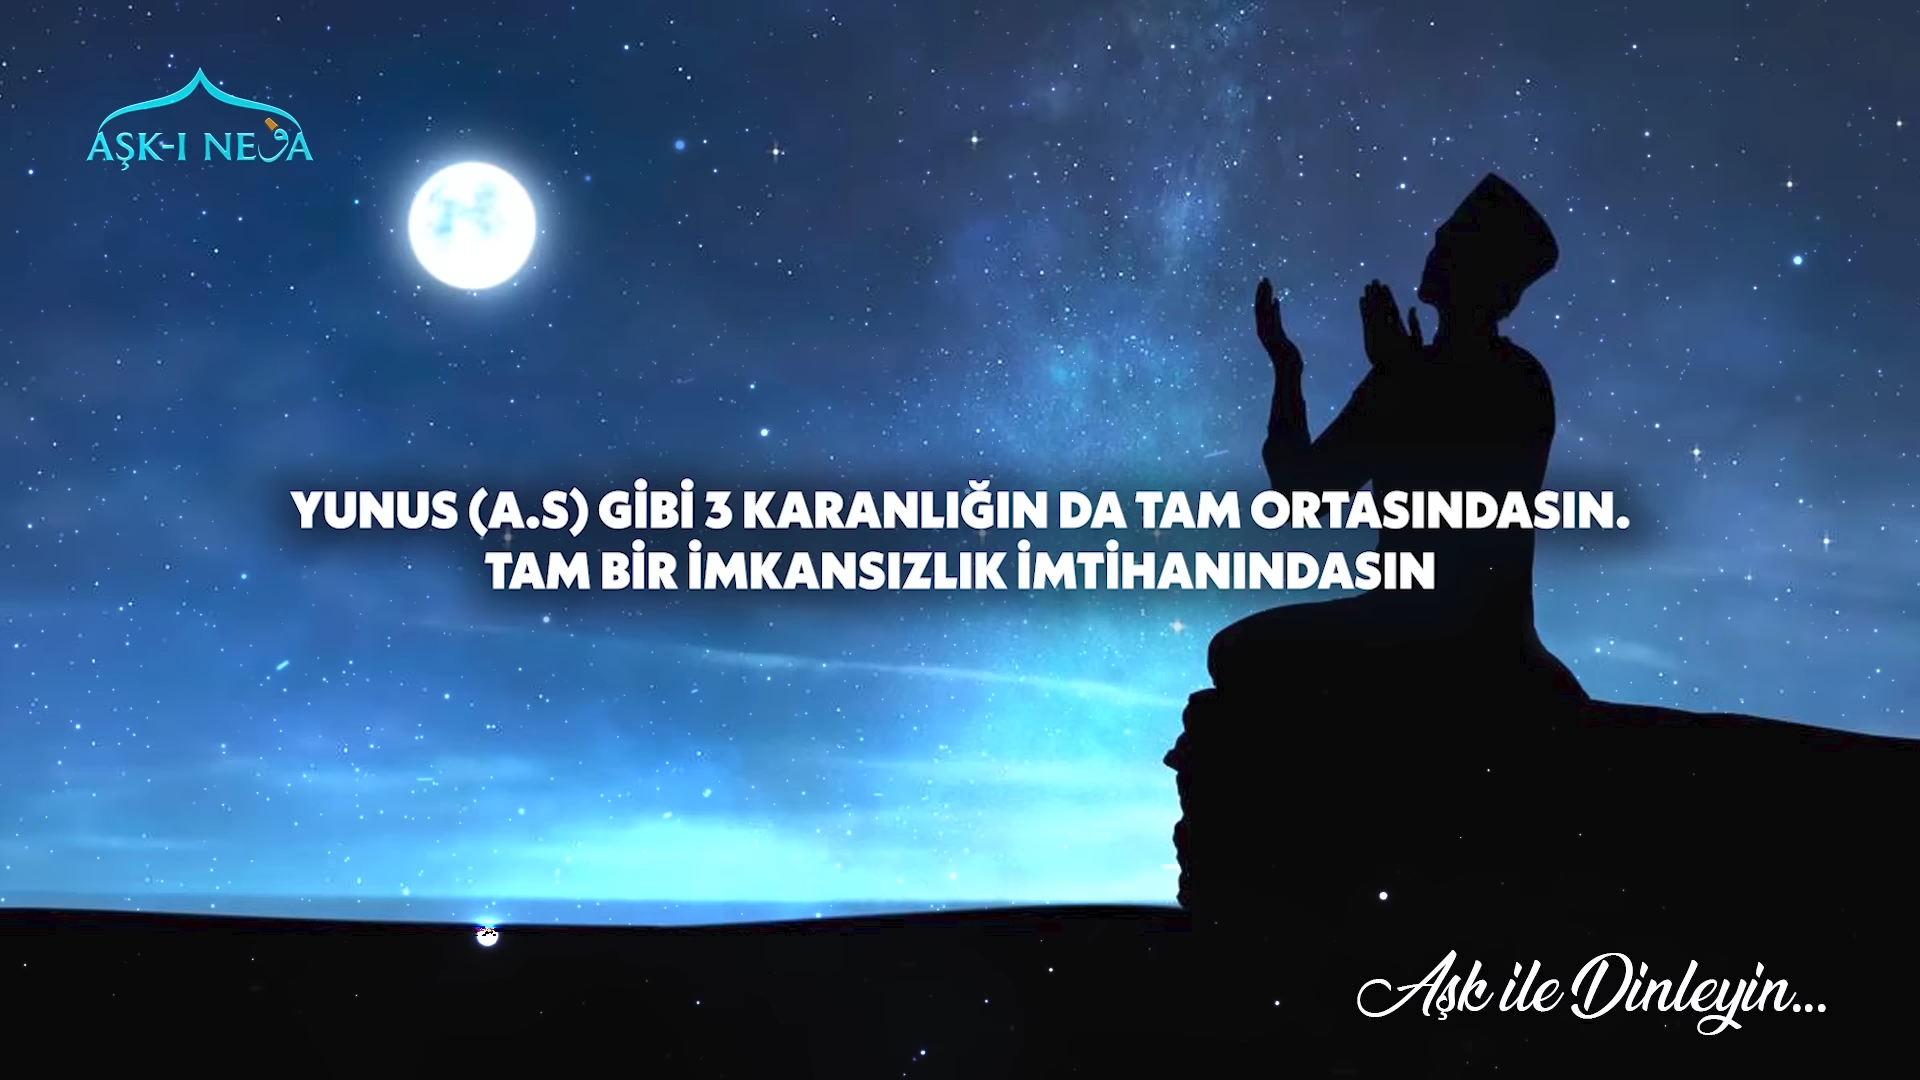 AŞK-I NEVA
YUNUS (A.S) GİBİ 3 KARANLIĞIN DA TAM ORTASINDASIN.
TAM BİR İMKANSIZLIK İMTİHANINDASIN
Aşk ile Dinleyin...